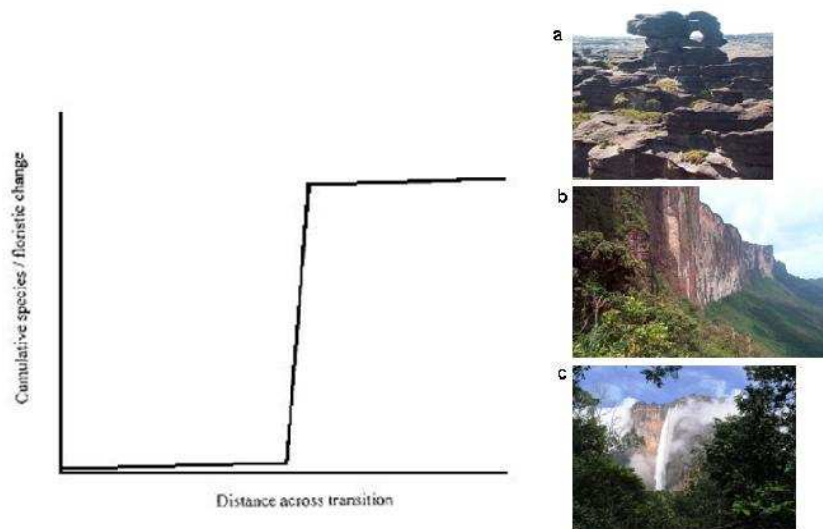 Cumulative species / floristic change
Distance across transition
a
b
c